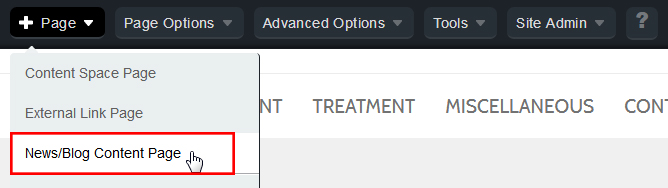 Page Page Options Advanced Options Tools Site Admin ?
Content Space Page
External Link Page
NT TREATMENT MISCELLANEOUS CONT
News/Blog Content Page